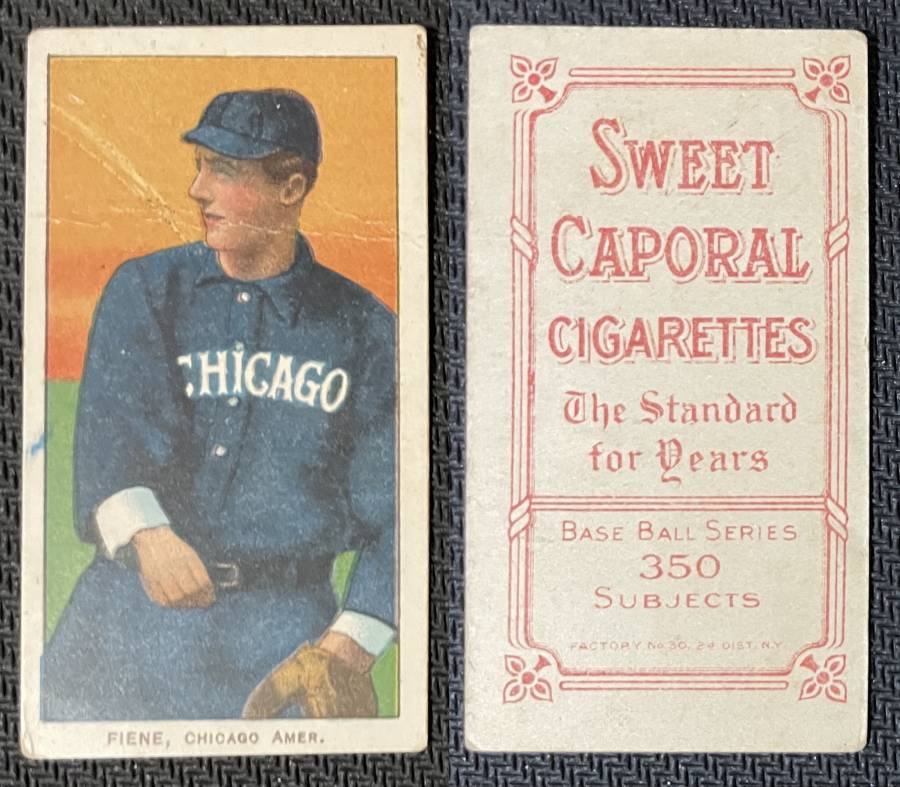 CHICAGO
FIENE, CHICAGO AMER.
SWEET
CAPORAL
CIGARETTES
The Standard
for Years
BASE BALL SERIES
350
SUBJECTS
FACTORY No 30, 2d DIST. N.Y.